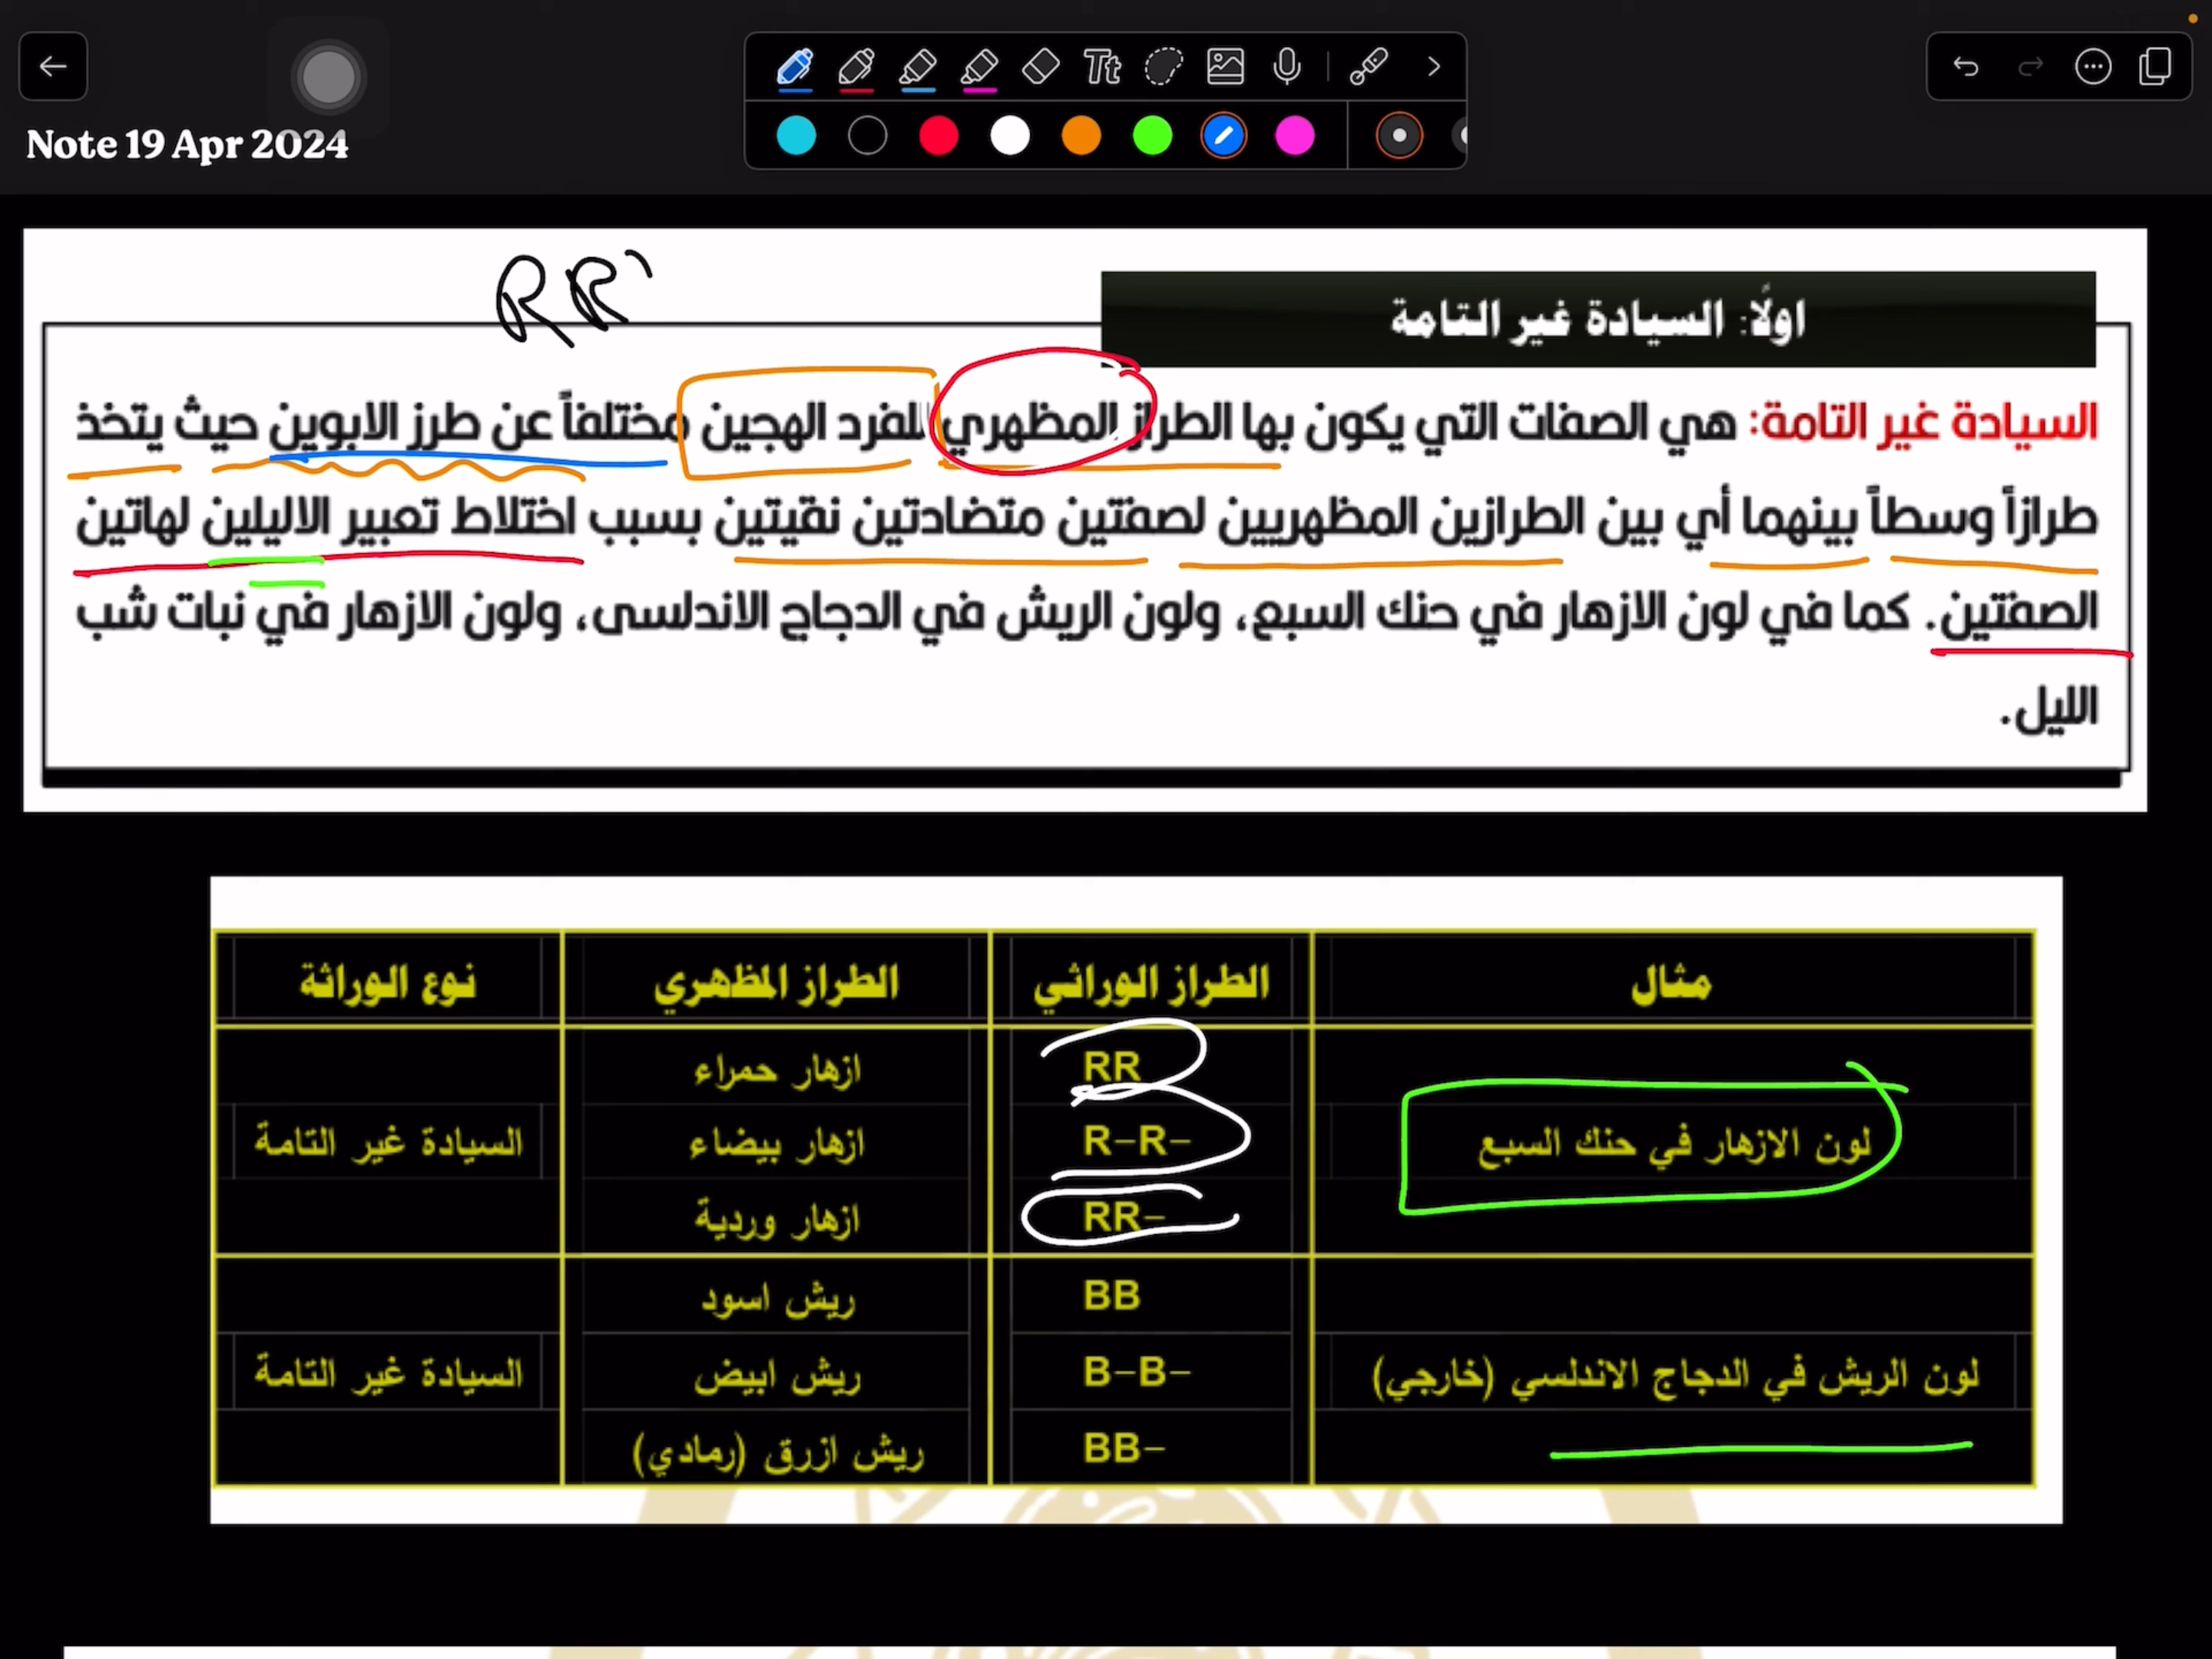 Note 19 Apr 2024
Tt
RR'
اولًا: السيادة غير التامة
السيادة غير التامة: هي الصفات التي يكون بها الطراز المظهري للفرد الهجين مختلفاً عن طرز الابوين حيث يتخذ
طرازاً وسطاً بينهما أي بين الطرازين المظهريين لصفتين متضادتين نقيتين بسبب اختلاط تعبير الاليلين لهاتين
الصفتين. كما في لون الازهار في حنك السبع، ولون الريش في الدجاج الاندلسى، ولون الازهار في نبات شب
الليل.
مثال الطراز الوراثي الطراز المظهري نوع الوراثة
RR ازهار حمراء
لون الازهار في حنك السبع R-R- ازهار بيضاء السيادة غير التامة
RR- ازهار وردية
BB ريش اسود
لون الريش في الدجاج الاندلسي (خارجي) B-B- ريش ابيض السيادة غير التامة
BB- ريش ازرق (رمادي)